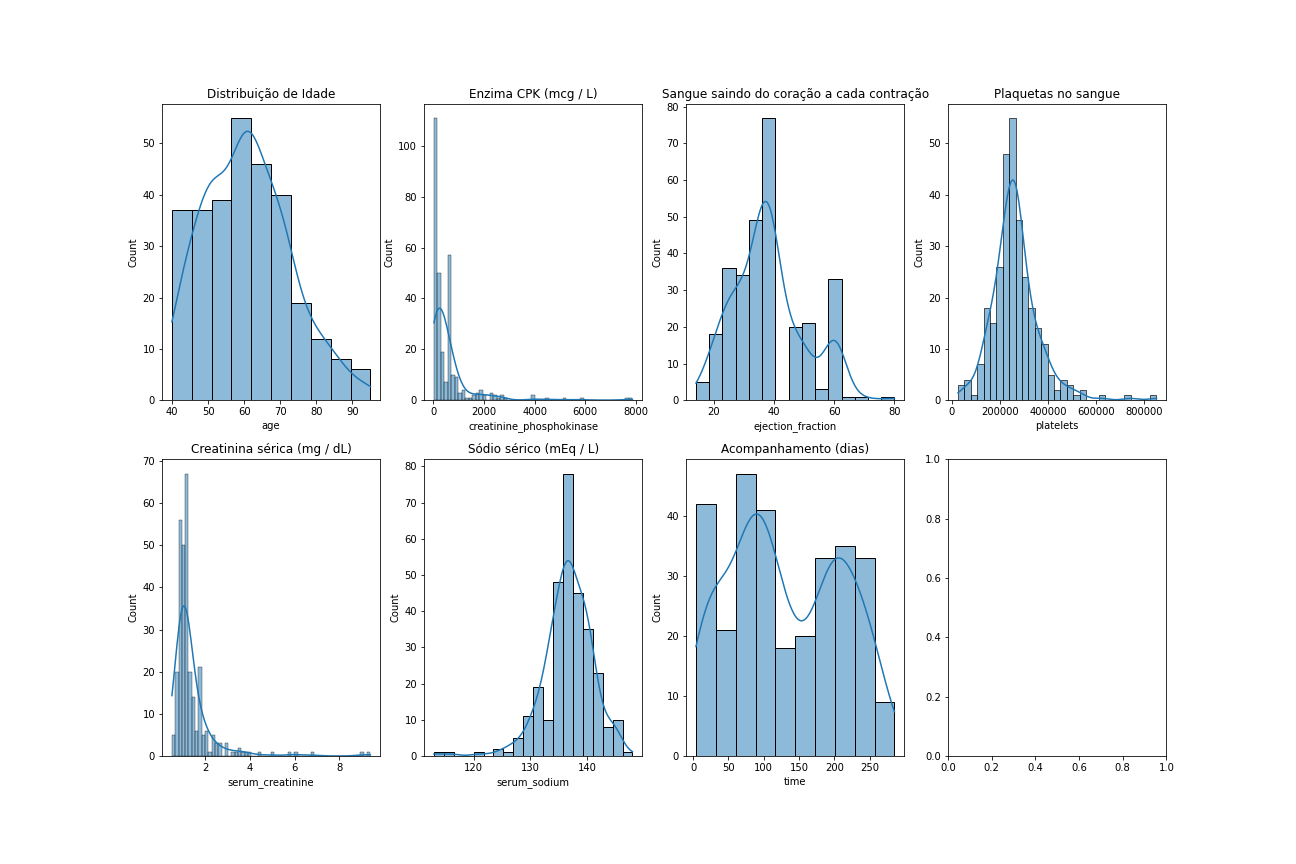 Distribuição de Idade
Count
0
10
20
30
40
50
40 50 60 70 80 90
age
Enzima CPK (mcg / L)
Count
0
20
40
60
80
100
0 2000 4000 6000 8000
creatinine_phosphokinase
Sangue saindo do coração a cada contração
Count
0
10
20
30
40
50
60
70
80
20 40 60 80
ejection_fraction
Plaquetas no sangue
Count
0
10
20
30
40
50
0 200000 400000 600000 800000
platelets
Creatinina sérica (mg / dL)
Count
0
10
20
30
40
50
60
70
2 4 6 8
serum_creatinine
Sódio sérico (mEq / L)
Count
0
10
20
30
40
50
60
70
80
120 130 140
serum_sodium
Acompanhamento (dias)
Count
0
10
20
30
40
0 50 100 150 200 250
time
0.0
0.2
0.4
0.6
0.8
1.0
0.0 0.2 0.4 0.6 0.8 1.0